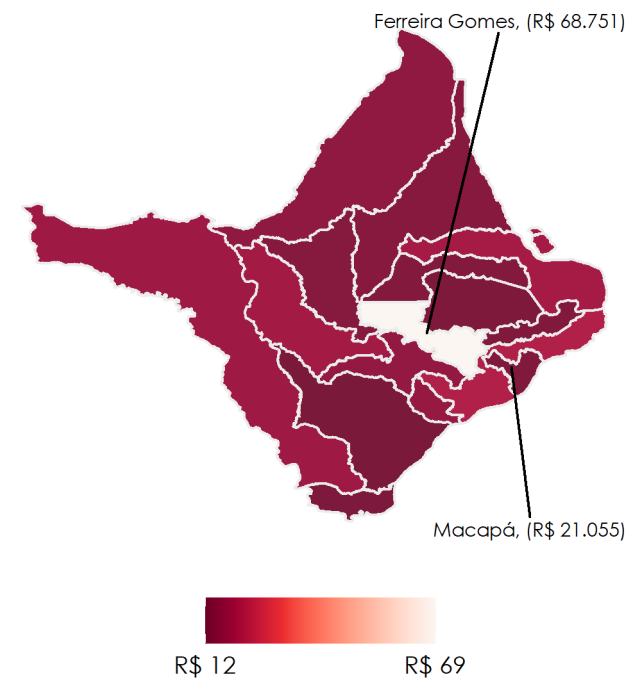 Ferreira Gomes, (R$ 68.751)
Macapá, (R$ 21.055)
R$ 12
R$ 69